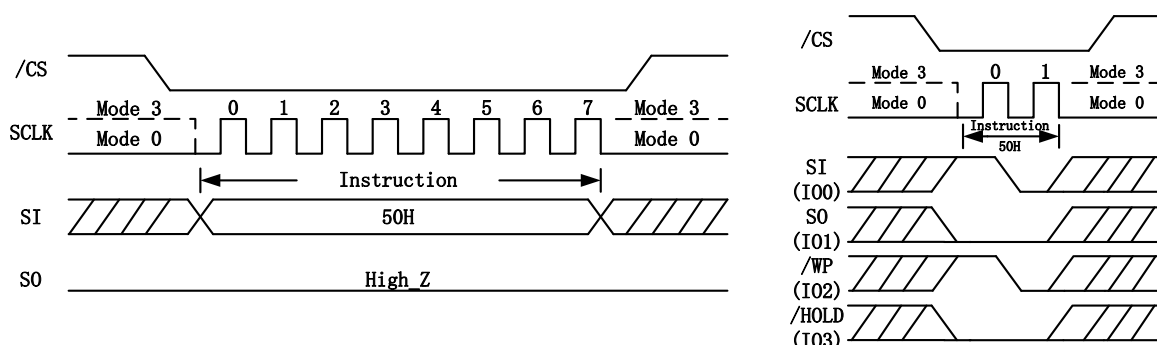 /CS
Mode 3
0 1 2 3 4 5 6 7
Mode 3
SCLK
Mode 0
Mode 0
Instruction
SI
50H
SO
High_Z
/CS
Mode 3
0 1
Mode 3
SCLK
Mode 0
Mode 0
Instruction
50H
SI
(IO0)
SO
(IO1)
/WP
(IO2)
/HOLD
(IO3)